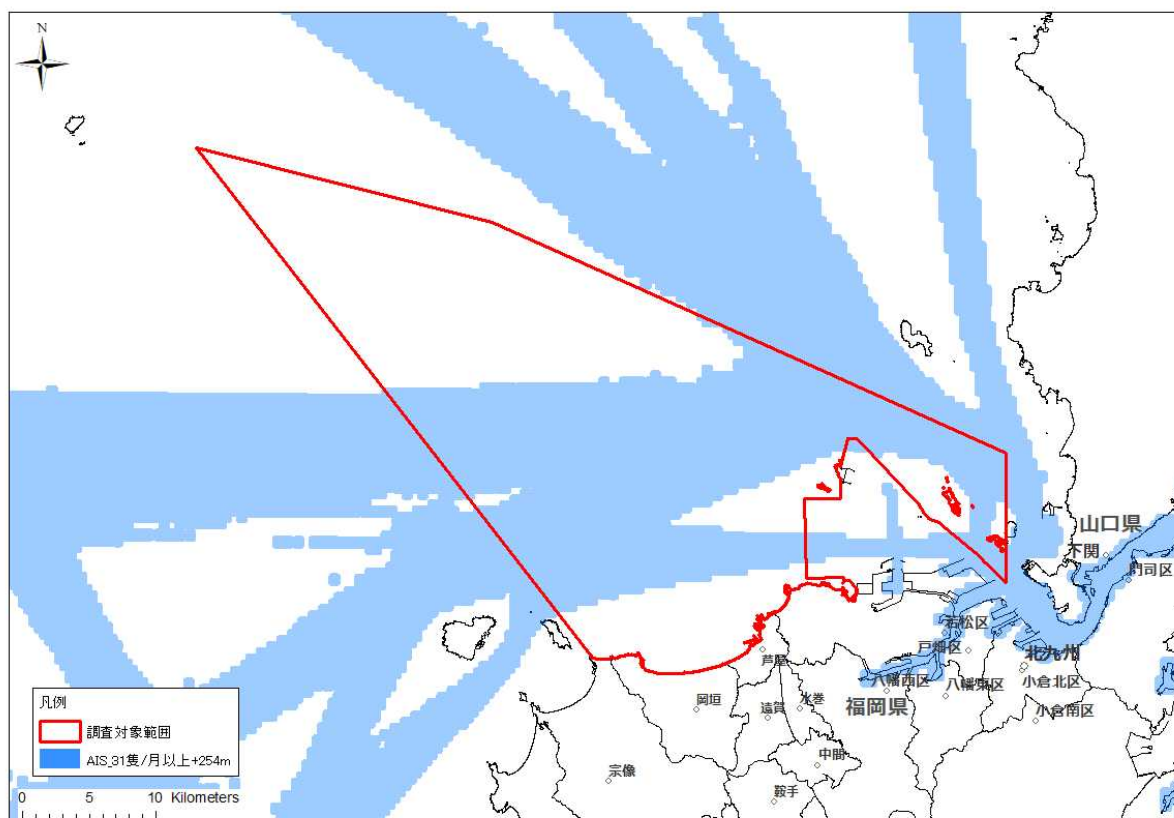 N
山口県
下関
門司区
若松区
戸畑区
北九州
芦屋
八幡西区
八幡東区
小倉北区
岡垣
水巻
福岡県
遠賀
小倉南区
中間
宗像
鞍手
凡例
調査対象範囲
AIS_31隻/月以上+254m
0 5 10 Kilometers